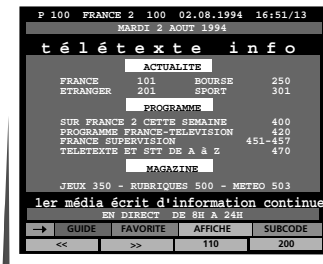 P 100 FRANCE 2 100 02.08.1994 16:51/13
MARDI 2 AOUT 1994
télétexte info
ACTUALITE
FRANCE 101 BOURSE 250
ETRANGER 201 SPORT 301
PROGRAMME
SUR FRANCE 2 CETTE SEMAINE 400
PROGRAMME FRANCE-TELEVISION 420
FRANCE SUPERVISION 451-457
TELETEXTE ET STT DE A à Z 470
MAGAZINE
JEUX 350 - RUBRIQUES 500 - METEO 503
1er média écrit d'information continue
EN DIRECT DE 8H A 24H
→ GUIDE FAVORITE AFFICHE SUBCODE
<< >> 110 200